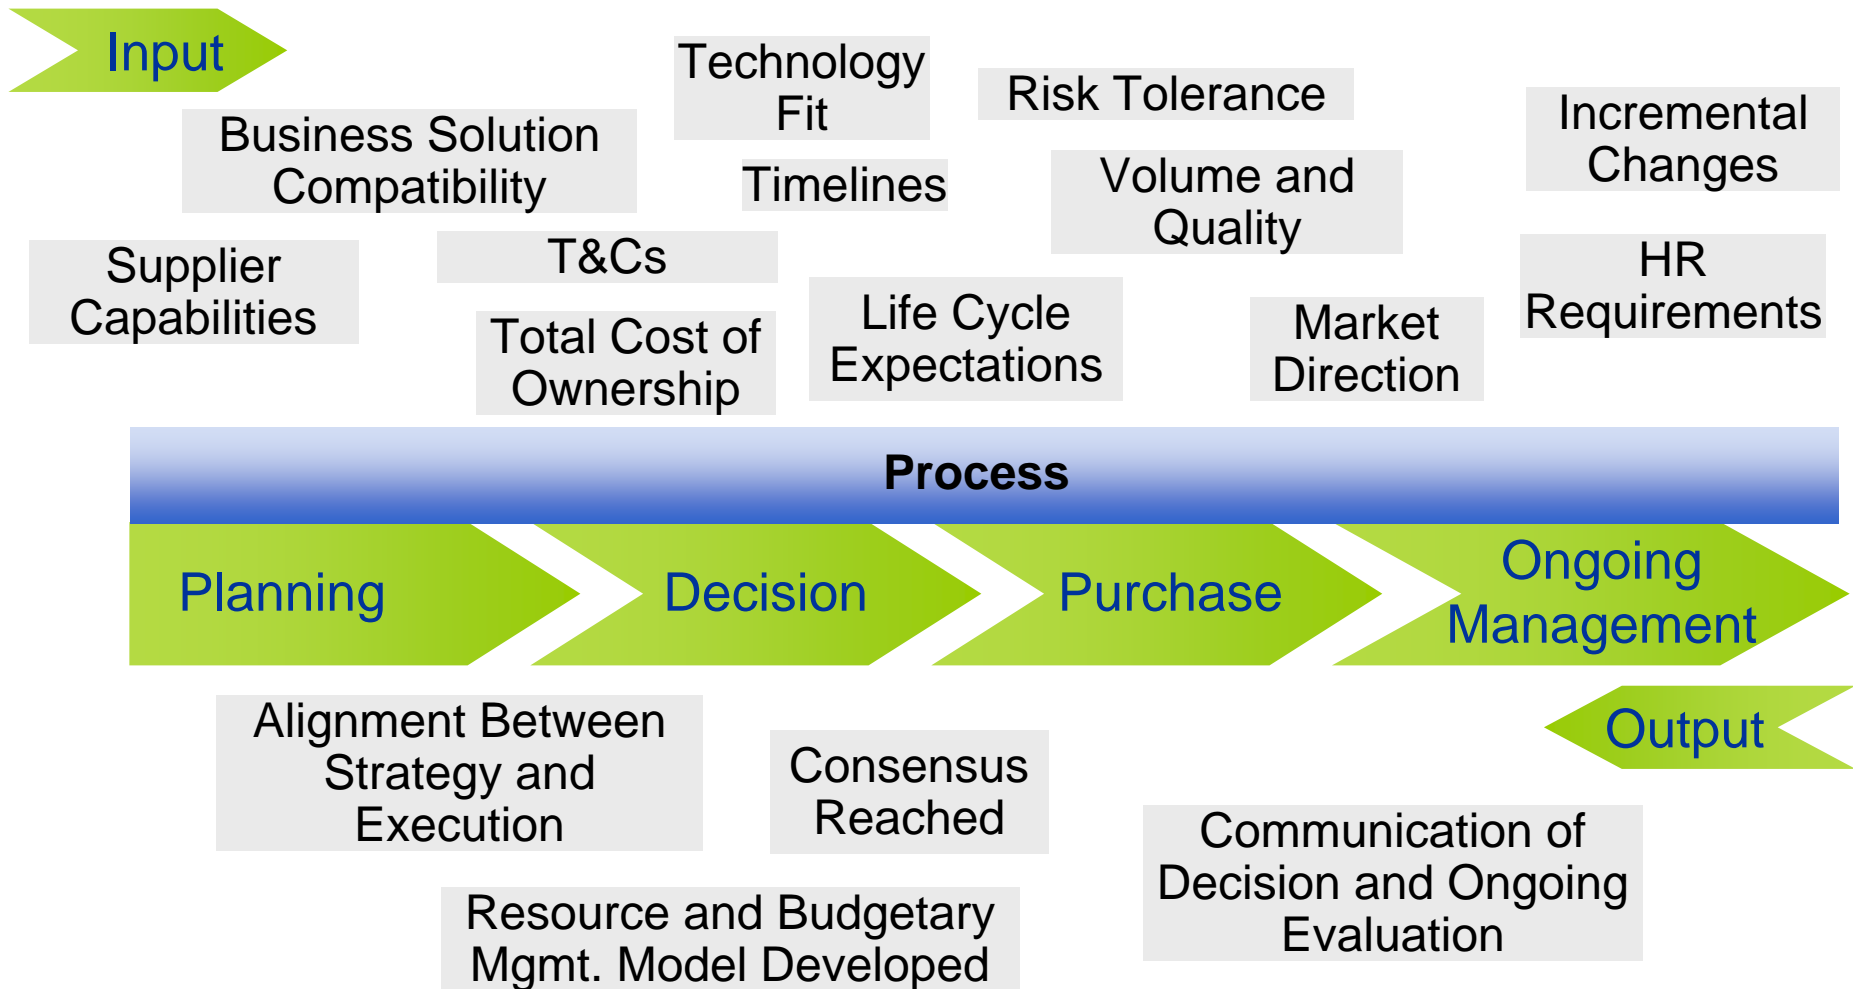 Input
Technology
Fit
Risk Tolerance
Incremental
Changes
Business Solution
Compatibility
Timelines
Volume and
Quality
Supplier
Capabilities
T&Cs
HR
Requirements
Life Cycle
Expectations
Market
Direction
Total Cost of
Ownership
Process
Planning
Decision
Purchase
Ongoing
Management
Alignment Between
Strategy and
Execution
Output
Consensus
Reached
Communication of
Decision and Ongoing
Evaluation
Resource and Budgetary
Mgmt. Model Developed